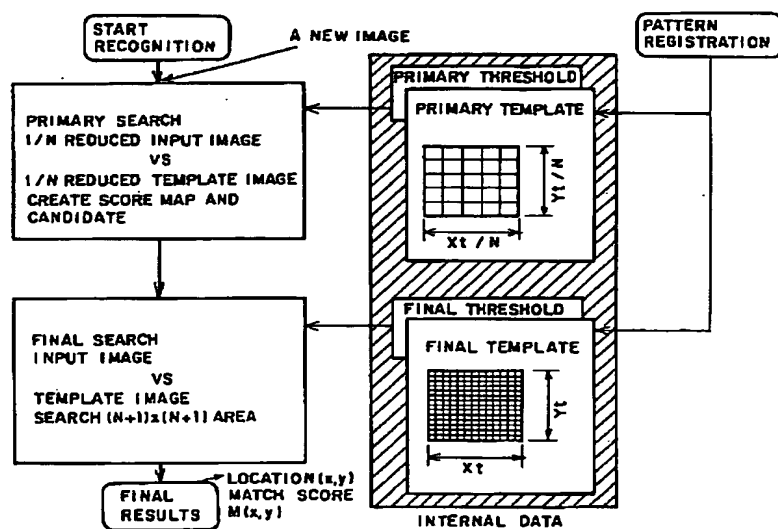 START
RECOGNITION
A NEW IMAGE
PATTERN
REGISTRATION
PRIMARY SEARCH
1/N REDUCED INPUT IMAGE
VS
1/N REDUCED TEMPLATE IMAGE
CREATE SCORE MAP AND
CANDIDATE
PRIMARY THRESHOLD
PRIMARY TEMPLATE
Yt / N
Xt / N
FINAL SEARCH
INPUT IMAGE
VS
TEMPLATE IMAGE
SEARCH (N+1)x(N+1) AREA
FINAL THRESHOLD
FINAL TEMPLATE
Yt
Xt
FINAL
RESULTS
LOCATION(x,y)
MATCH SCORE
M(x,y)
INTERNAL DATA